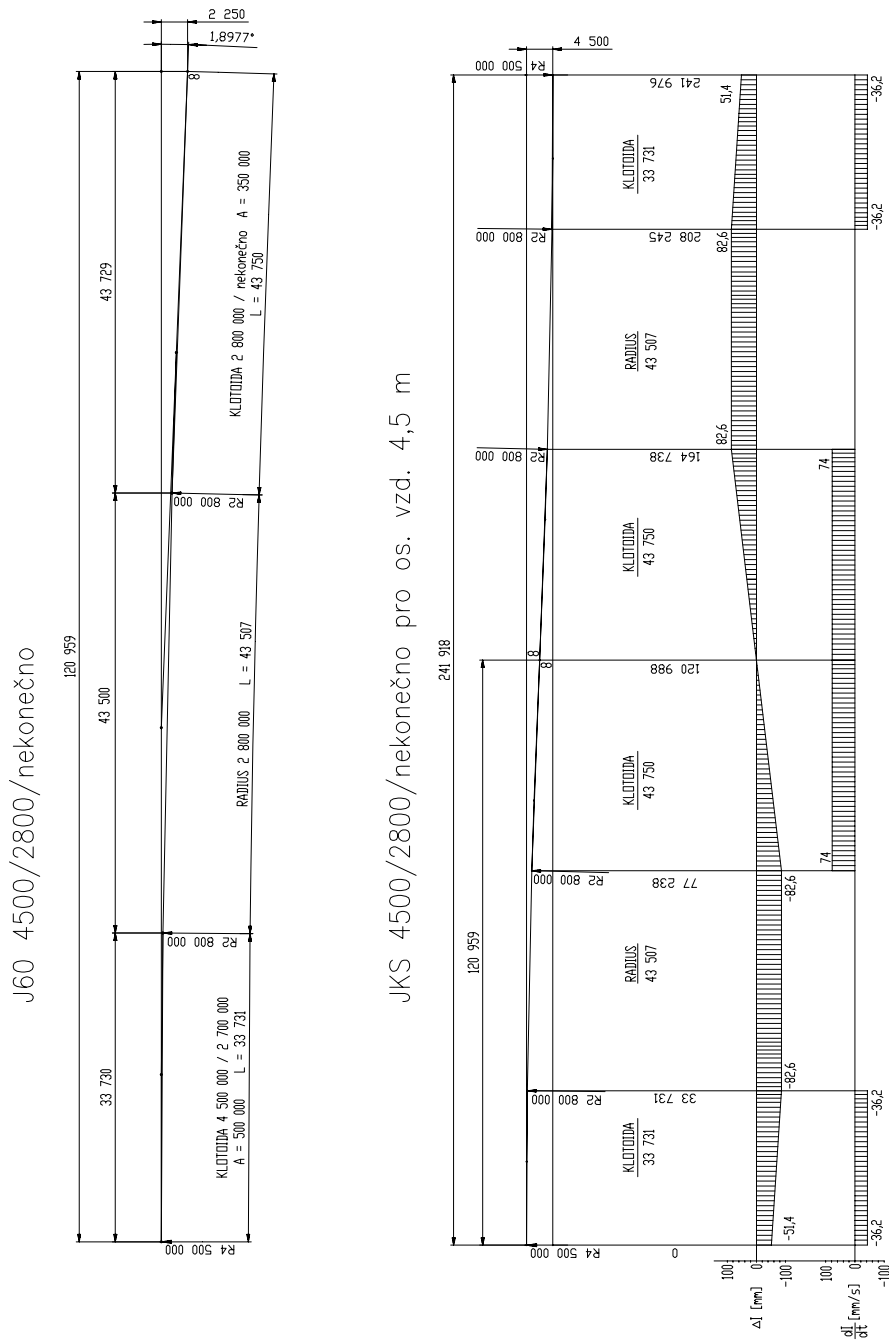 J60 4500/2800/nekonečno
120 959
33 730
43 500
43 729
2 250
1,8977°
R4 500 000
R2 800 000
R2 800 000
∞
KLOTOIDA 4 500 000 / 2 700 000
A = 500 000 L = 33 731
RADIUS 2 800 000 L = 43 507
KLOTOIDA 2 800 000 / nekonečno A = 350 000
L = 43 750
JKS 4500/2800/nekonečno pro os. vzd. 4,5 m
241 918
120 959
4 500
R4 500 000
R2 800 000
R2 800 000
∞
∞
R2 800 000
R2 800 000
R4 500 000
KLOTOIDA
33 731
RADIUS
43 507
KLOTOIDA
43 750
KLOTOIDA
43 750
RADIUS
43 507
KLOTOIDA
33 731
0
33 731
77 238
120 988
164 738
208 245
241 976
100
0
-100
ΔI [mm]
-51,4
-82,6
-82,6
82,6
82,6
51,4
100
0
-100
dI
dt
[mm/s]
-36,2
-36,2
74
74
-36,2
-36,2